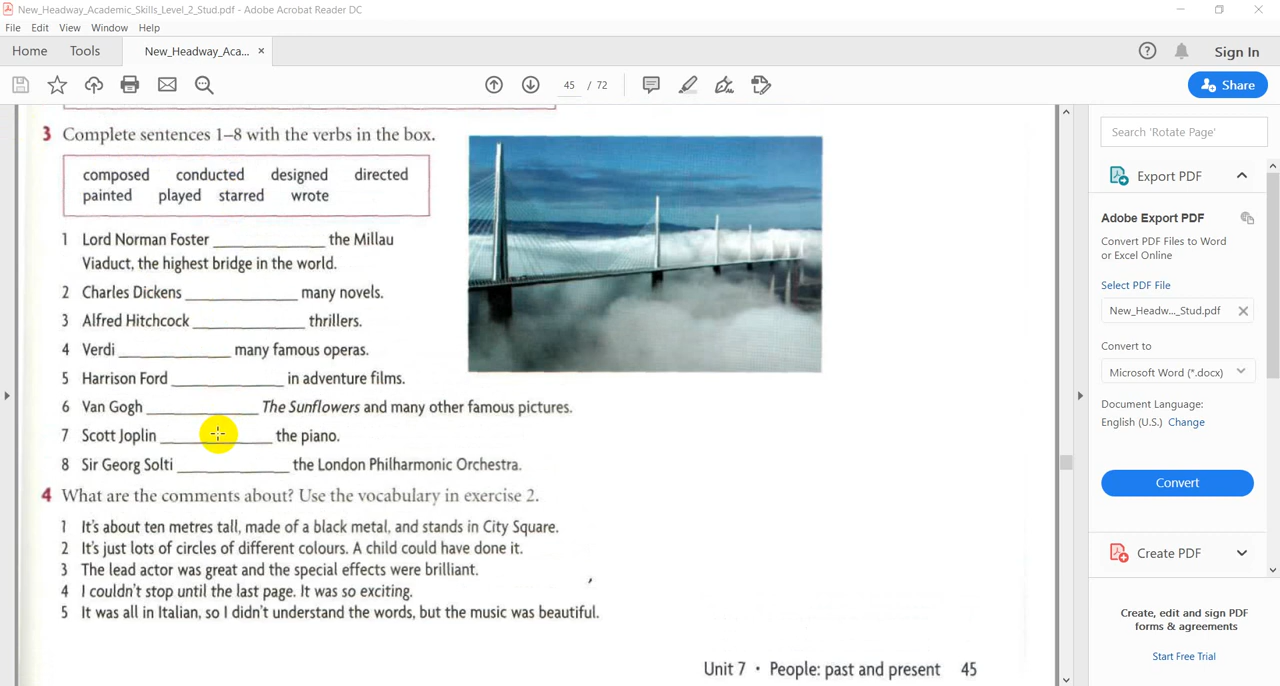 New_Headway_Academic_Skills_Level_2_Stud.pdf - Adobe Acrobat Reader DC
File Edit View Window Help
Home Tools New_Headway_Aca... × Sign In
45 / 72 Share
3 Complete sentences 1–8 with the verbs in the box.
composed conducted designed directed
painted played starred wrote
1 Lord Norman Foster ____________ the Millau
Viaduct, the highest bridge in the world.
2 Charles Dickens ____________ many novels.
3 Alfred Hitchcock ____________ thrillers.
4 Verdi ____________ many famous operas.
5 Harrison Ford ____________ in adventure films.
6 Van Gogh ____________ The Sunflowers and many other famous pictures.
7 Scott Joplin ____________ the piano.
8 Sir Georg Solti ____________ the London Philharmonic Orchestra.
4 What are the comments about? Use the vocabulary in exercise 2.
1 It's about ten metres tall, made of a black metal, and stands in City Square.
2 It's just lots of circles of different colours. A child could have done it.
3 The lead actor was great and the special effects were brilliant.
4 I couldn't stop until the last page. It was so exciting.
5 It was all in Italian, so I didn't understand the words, but the music was beautiful.
Unit 7 • People: past and present 45
Search 'Rotate Page'
Export PDF
Adobe Export PDF
Convert PDF Files to Word
or Excel Online
Select PDF File
New_Headw..._Stud.pdf
Convert to
Microsoft Word (*.docx)
Document Language:
English (U.S.) Change
Convert
Create PDF
Create, edit and sign PDF
forms & agreements
Start Free Trial